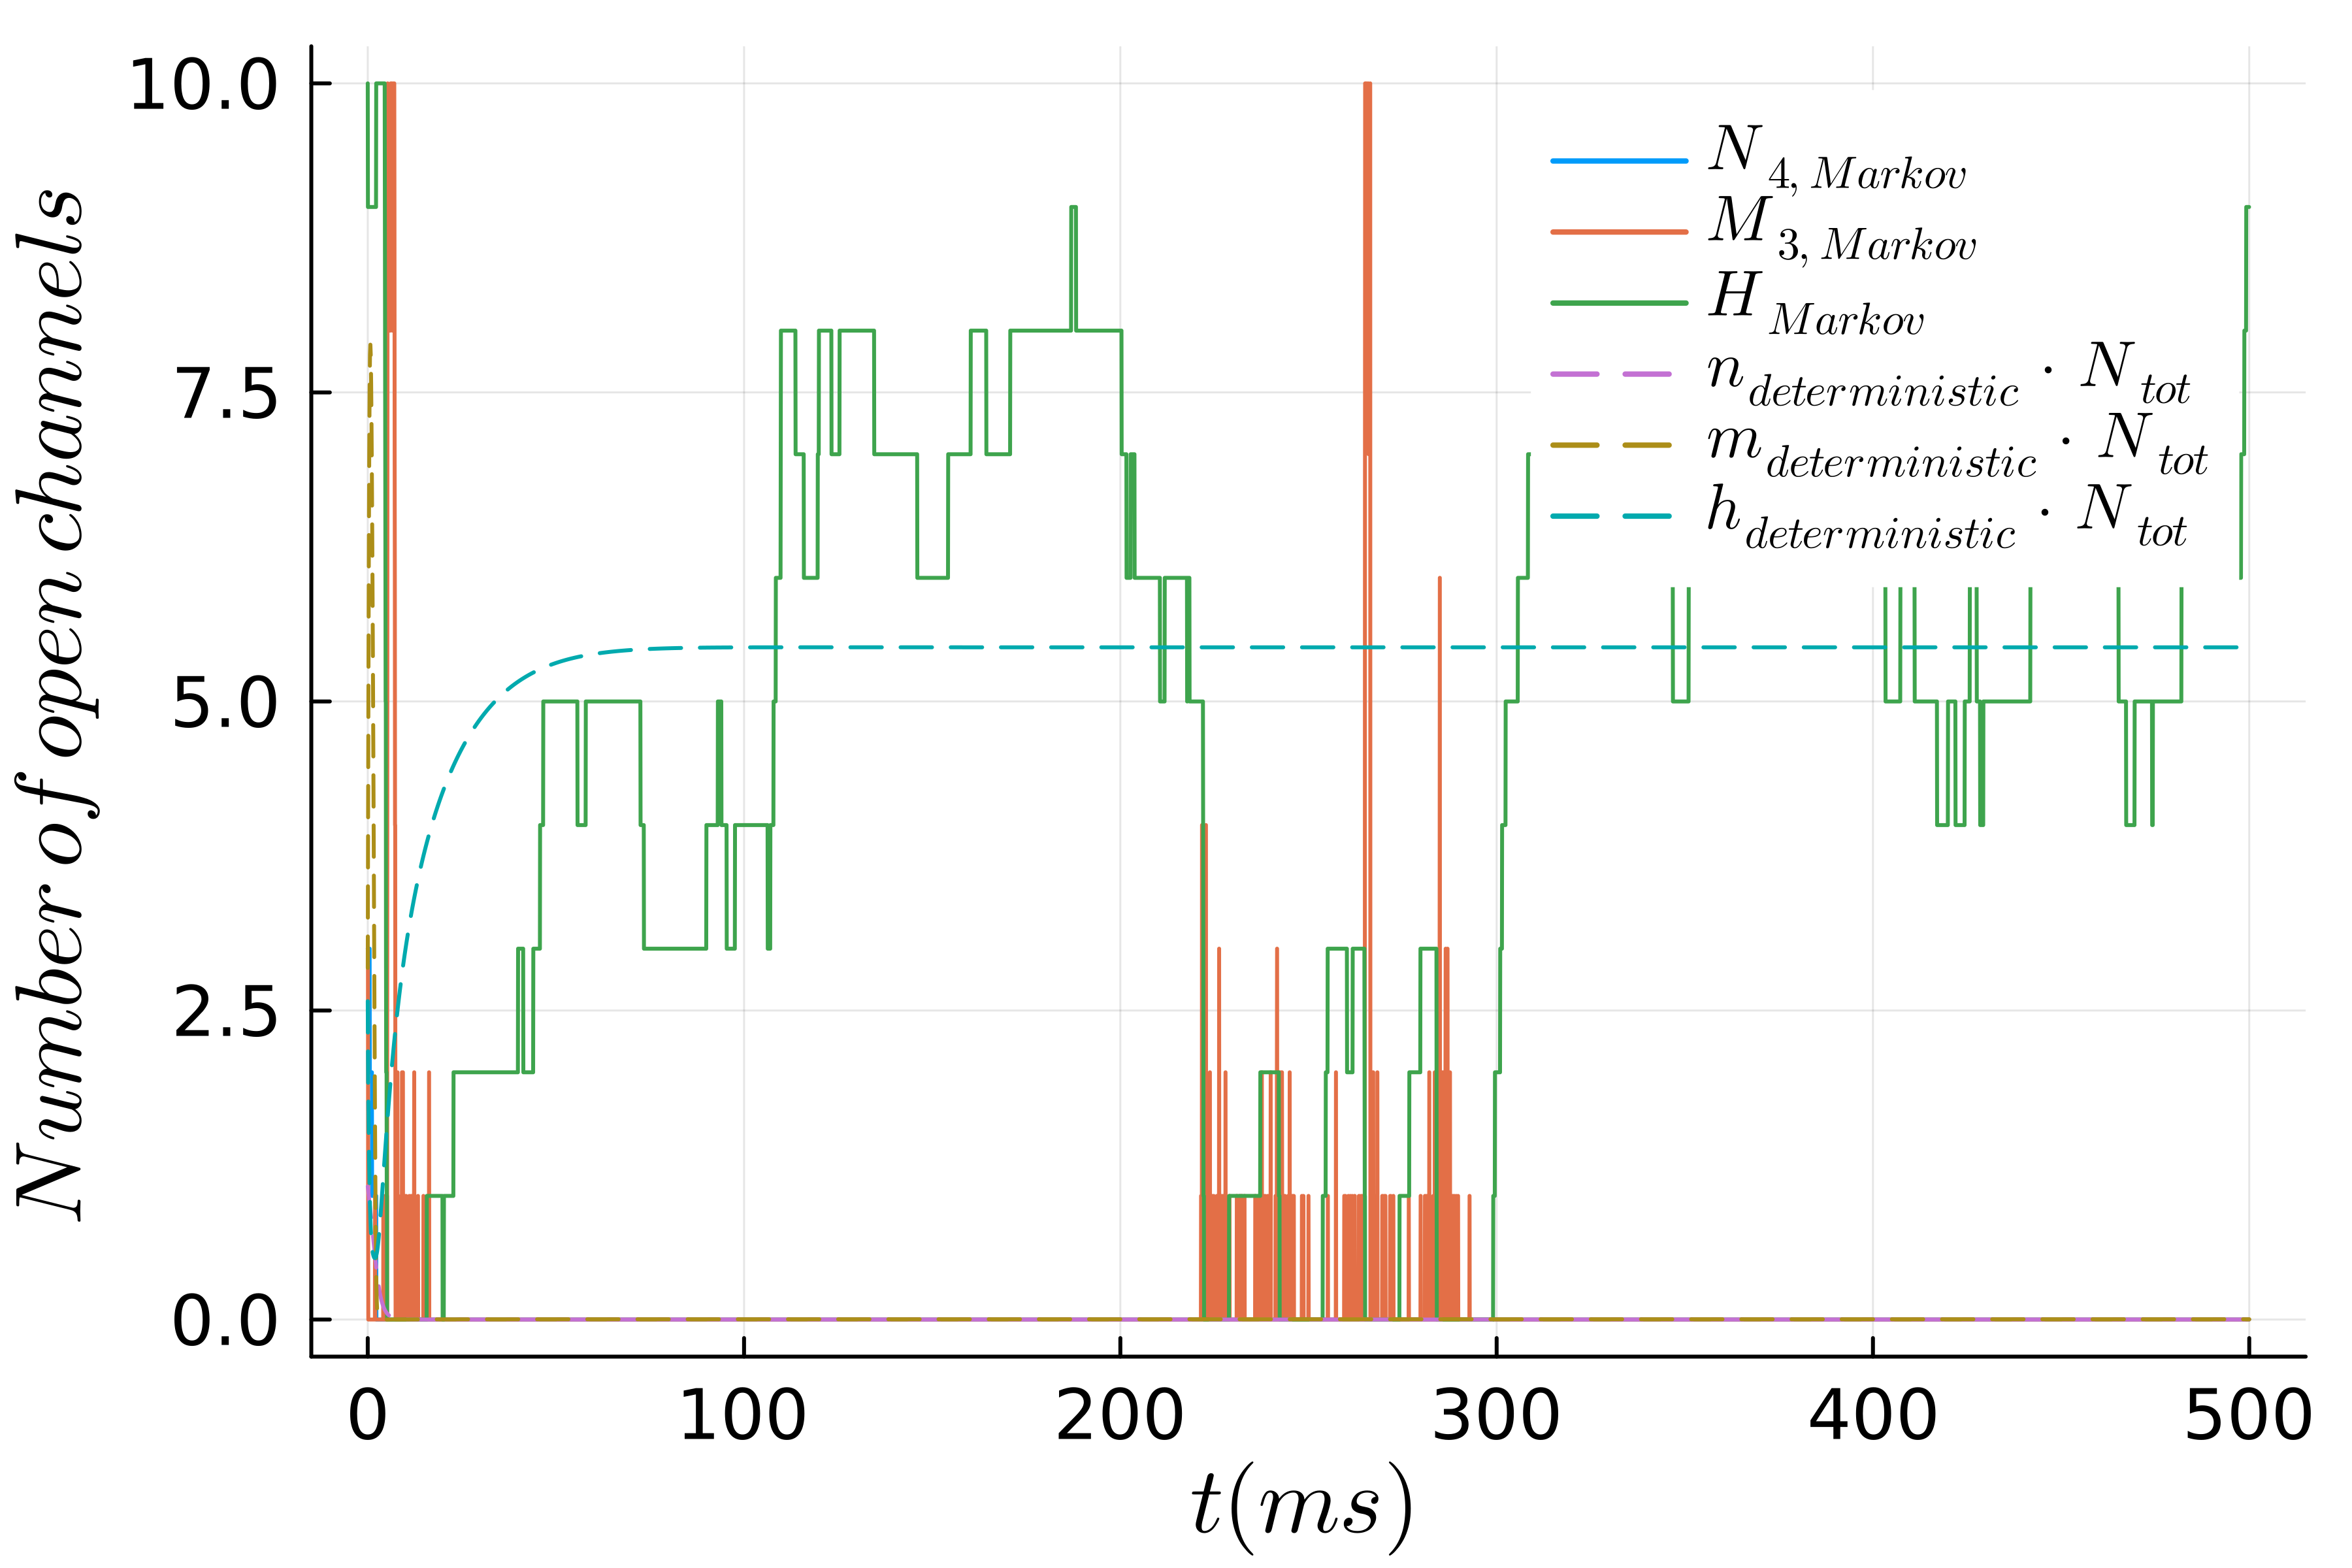 Number of open channels
10.0
7.5
5.0
2.5
0.0
0 100 200 300 400 500
t(ms)
N4, Markov
M3, Markov
HMarkov
ndeterministic · Ntot
mdeterministic · Ntot
hdeterministic · Ntot